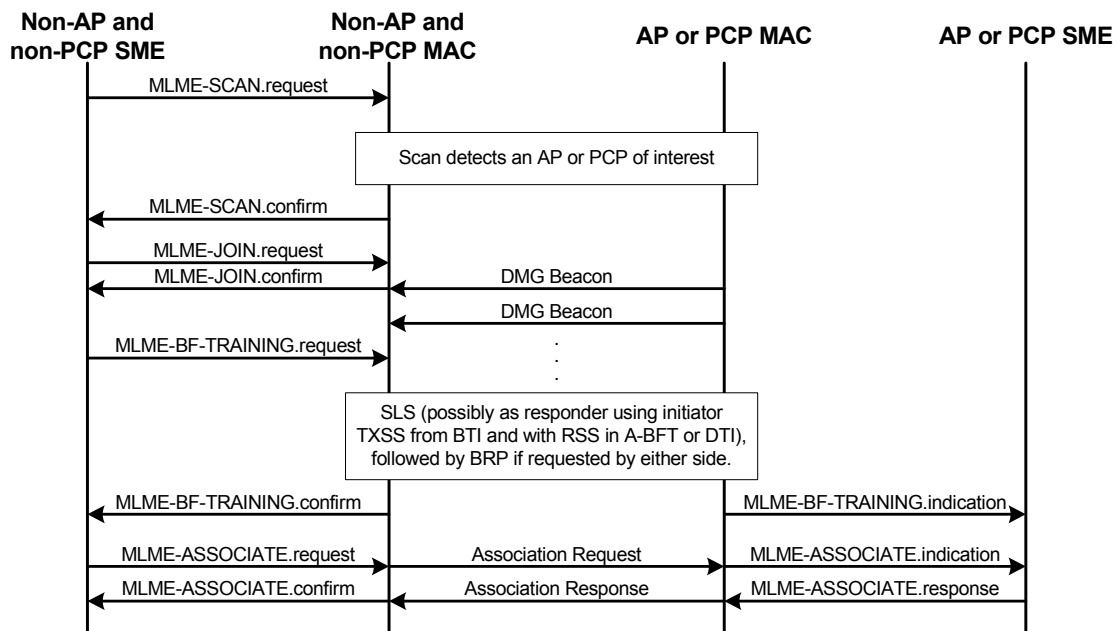 Non-AP and
non-PCP SME
Non-AP and
non-PCP MAC
AP or PCP MAC
AP or PCP SME
MLME-SCAN.request
Scan detects an AP or PCP of interest
MLME-SCAN.confirm
MLME-JOIN.request
MLME-JOIN.confirm
DMG Beacon
DMG Beacon
MLME-BF-TRAINING.request
.
.
.
SLS (possibly as responder using initiator
TXSS from BTI and with RSS in A-BFT or DTI),
followed by BRP if requested by either side.
MLME-BF-TRAINING.confirm
MLME-BF-TRAINING.indication
MLME-ASSOCIATE.request
Association Request
MLME-ASSOCIATE.indication
MLME-ASSOCIATE.confirm
Association Response
MLME-ASSOCIATE.response